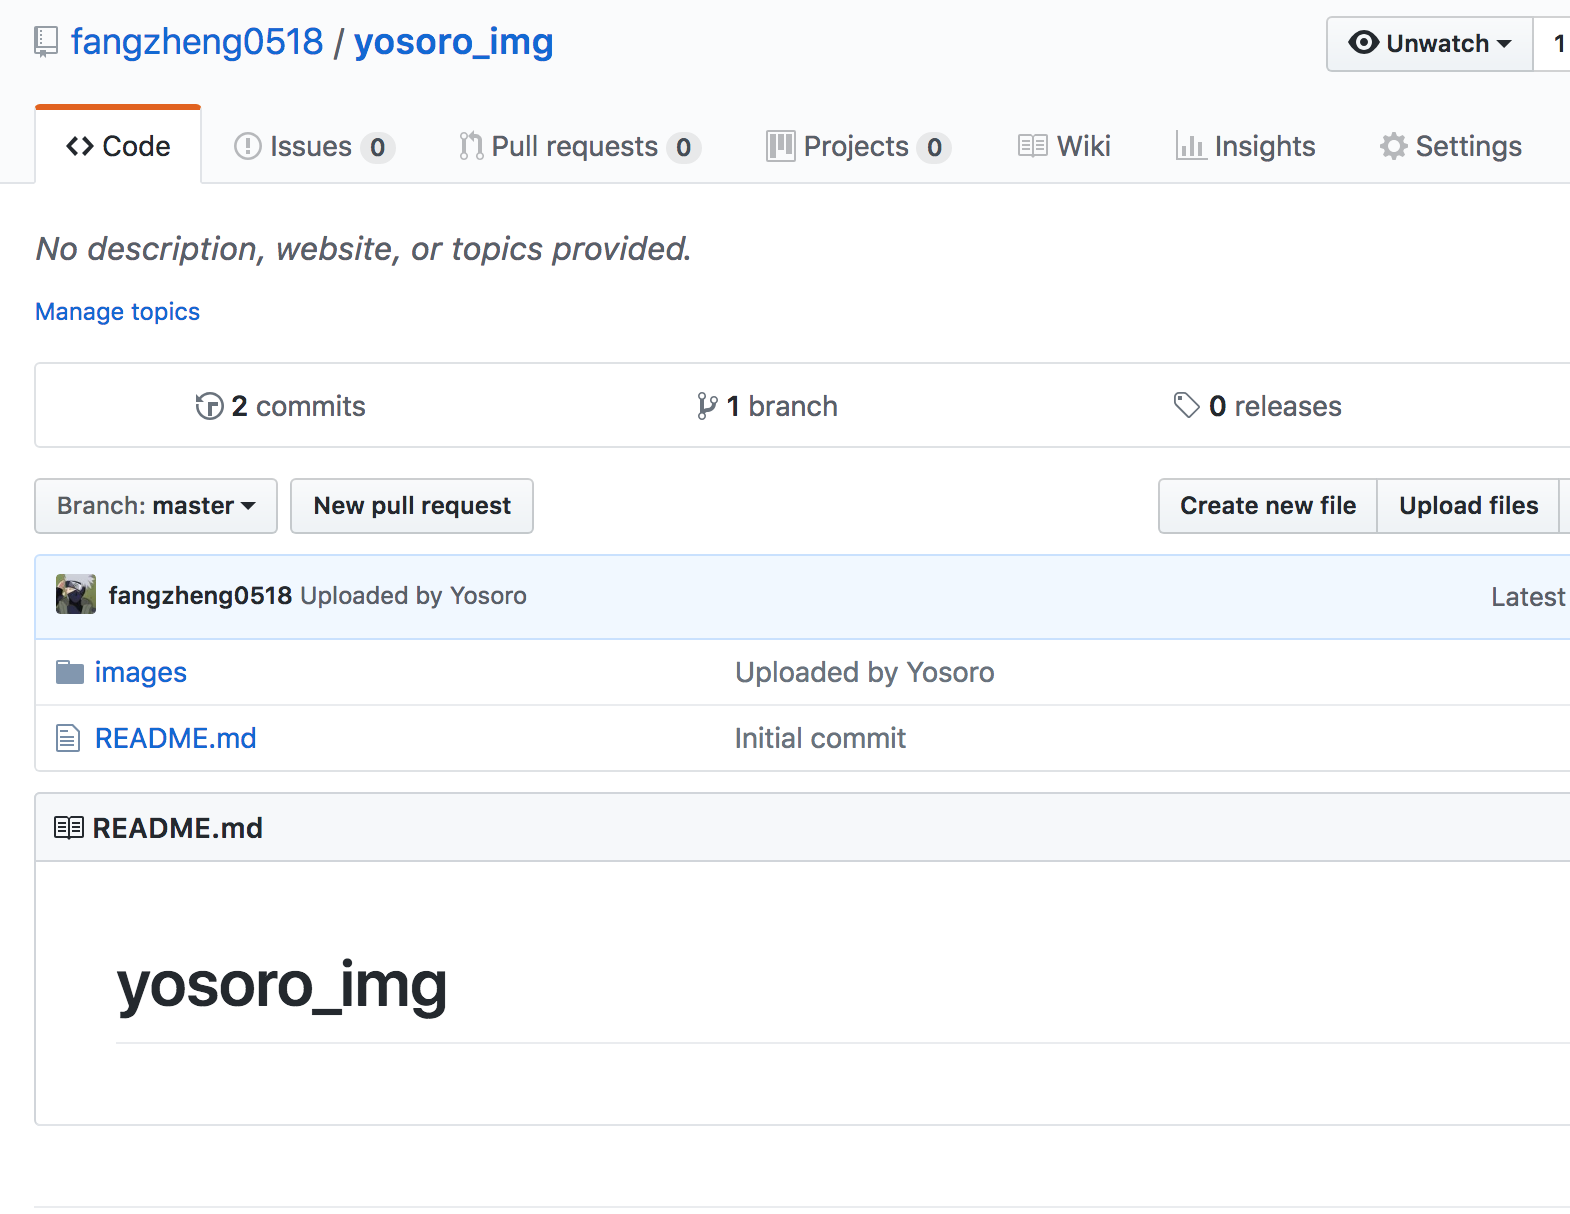 fangzheng0518 / yosoro_img
Unwatch 1
Code Issues 0 Pull requests 0 Projects 0 Wiki Insights Settings
No description, website, or topics provided.
Manage topics
2 commits 1 branch 0 releases
Branch: master New pull request Create new file Upload files
fangzheng0518 Uploaded by Yosoro Latest
images Uploaded by Yosoro
README.md Initial commit
README.md
yosoro_img